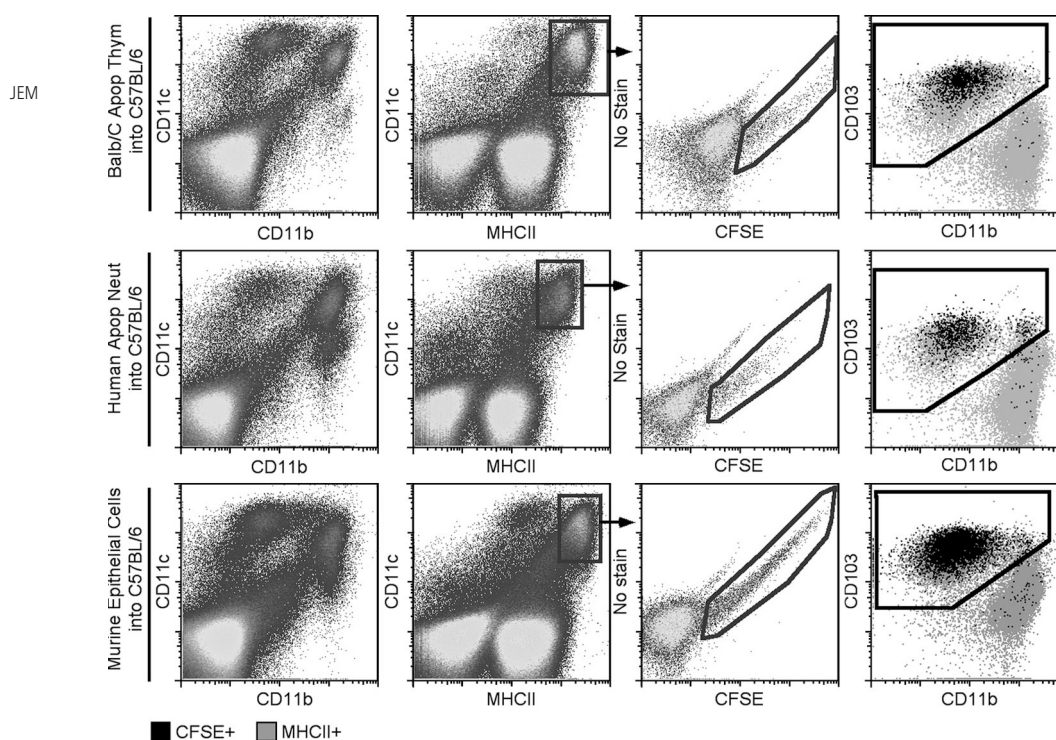 JEM
Balb/C Apop Thym
into C57BL/6
CD11c
CD11b
CD11c
MHCII
No Stain
CFSE
CD103
CD11b
Human Apop Neut
into C57BL/6
CD11c
CD11b
CD11c
MHCII
No Stain
CFSE
CD103
CD11b
Murine Epithelial Cells
into C57BL/6
CD11c
CD11b
CD11c
MHCII
No stain
CFSE
CD103
CD11b
CFSE+
MHCII+